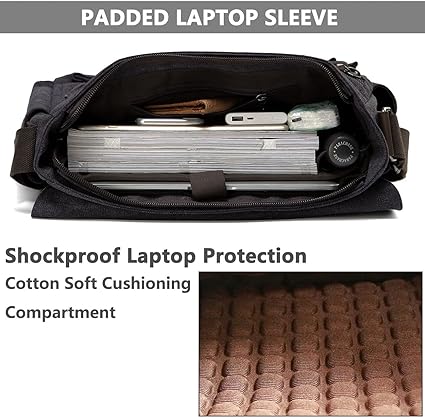 PADDED LAPTOP SLEEVE
Shockproof Laptop Protection
Cotton Soft Cushioning
Compartment